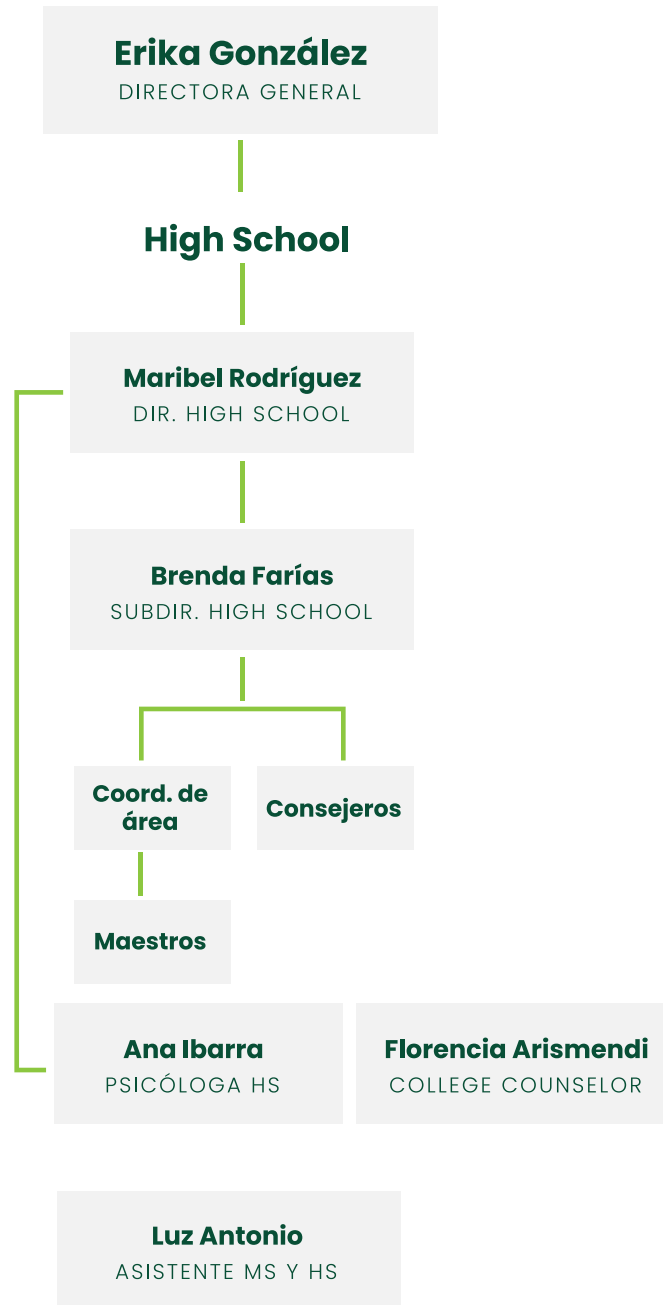 Erika González
DIRECTORA GENERAL
High School
Maribel Rodríguez
DIR. HIGH SCHOOL
Brenda Farías
SUBDIR. HIGH SCHOOL
Coord. de
área
Consejeros
Maestros
Ana Ibarra
PSICÓLOGA HS
Florencia Arismendi
COLLEGE COUNSELOR
Luz Antonio
ASISTENTE MS Y HS